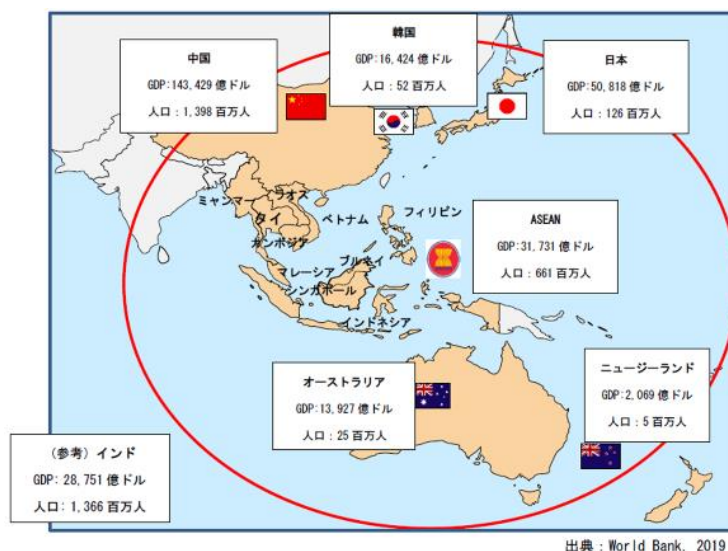 韓国
GDP:16,424 億ドル
人口：52 百万人
中国
GDP:143,429 億ドル
人口：1,398 百万人
日本
GDP:50,818 億ドル
人口：126 百万人
ミャンマー
ラオス
タイ
ベトナム
フィリピン
カンボジア
ブルネイ
マレーシア
シンガポール
インドネシア
ASEAN
GDP:31,731 億ドル
人口：661 百万人
オーストラリア
GDP:13,927 億ドル
人口：25 百万人
ニュージーランド
GDP:2,069 億ドル
人口：5 百万人
（参考）インド
GDP: 28,751 億ドル
人口：1,366 百万人
出典：World Bank, 2019